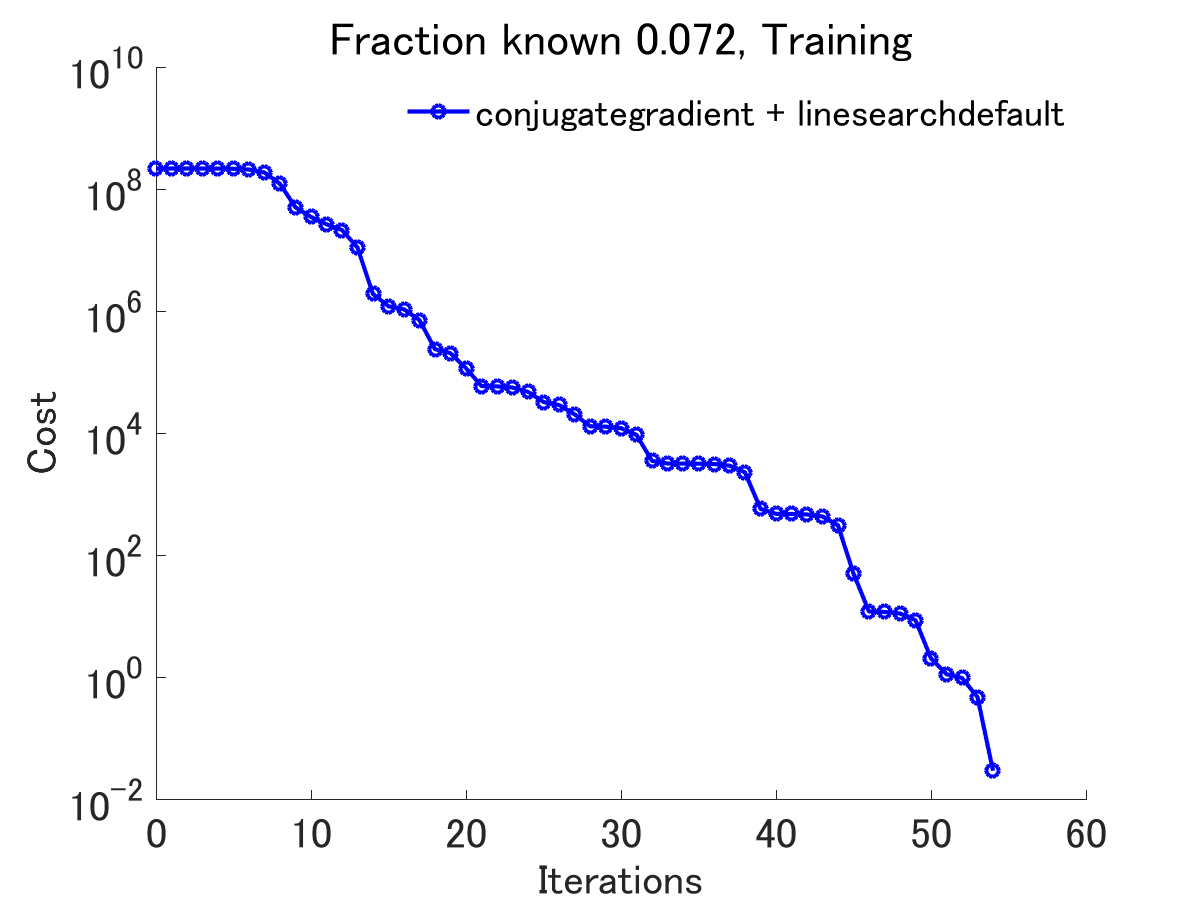 Fraction known 0.072, Training
conjugategradient + linesearchdefault
10^10
10^8
10^6
10^4
10^2
10^0
10^-2
Cost
0 10 20 30 40 50 60
Iterations